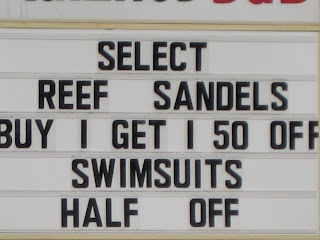 SELECT
REEF SANDELS
BUY 1 GET 1 50 OFF
SWIMSUITS
HALF OFF